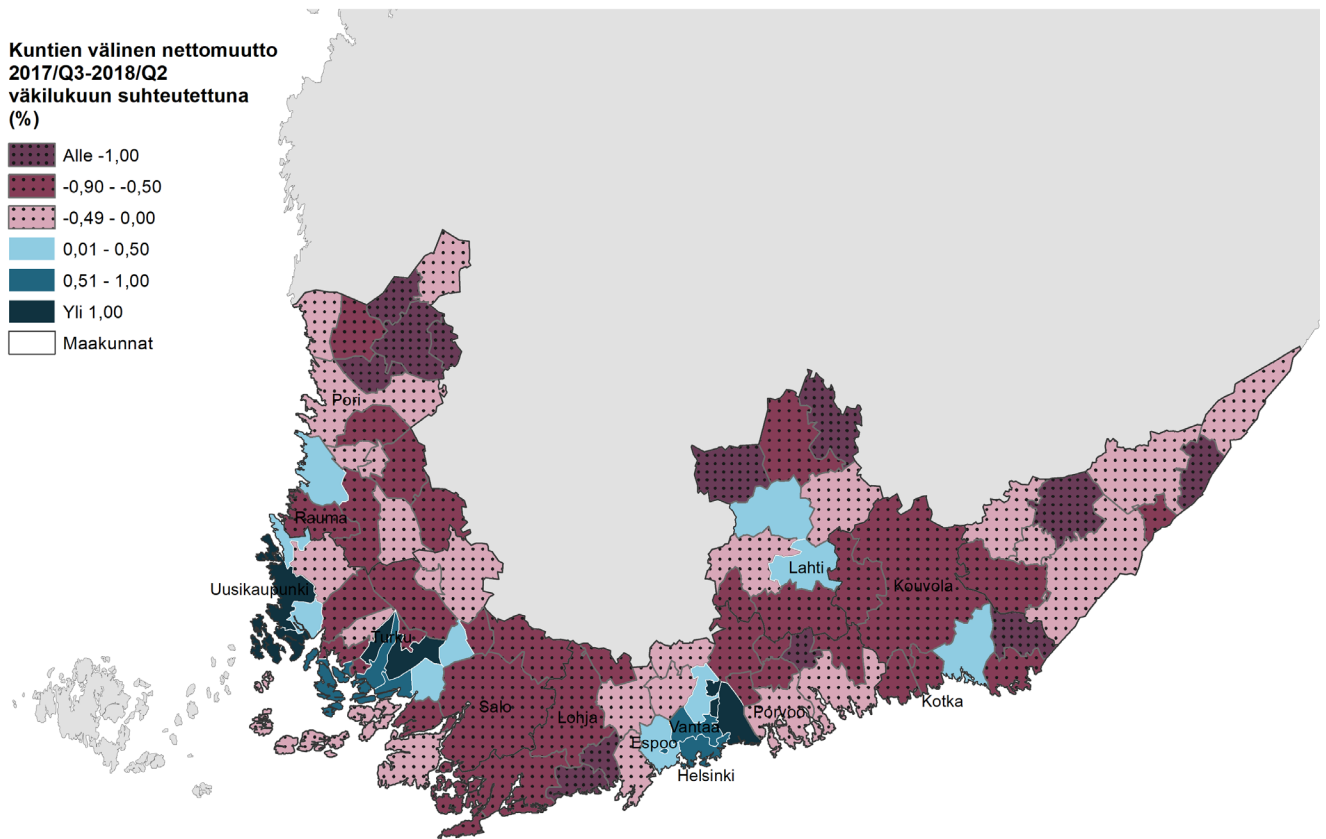 Kuntien välinen nettomuutto
2017/Q3-2018/Q2
väkilukuun suhteutettuna
(%)
Alle -1,00
-0,90 - -0,50
-0,49 - 0,00
0,01 - 0,50
0,51 - 1,00
Yli 1,00
Maakunnat
Pori
Rauma
Uusikaupunki
Turku
Salo
Lohja
Espoo
Vantaa
Helsinki
Porvoo
Lahti
Kouvola
Kotka